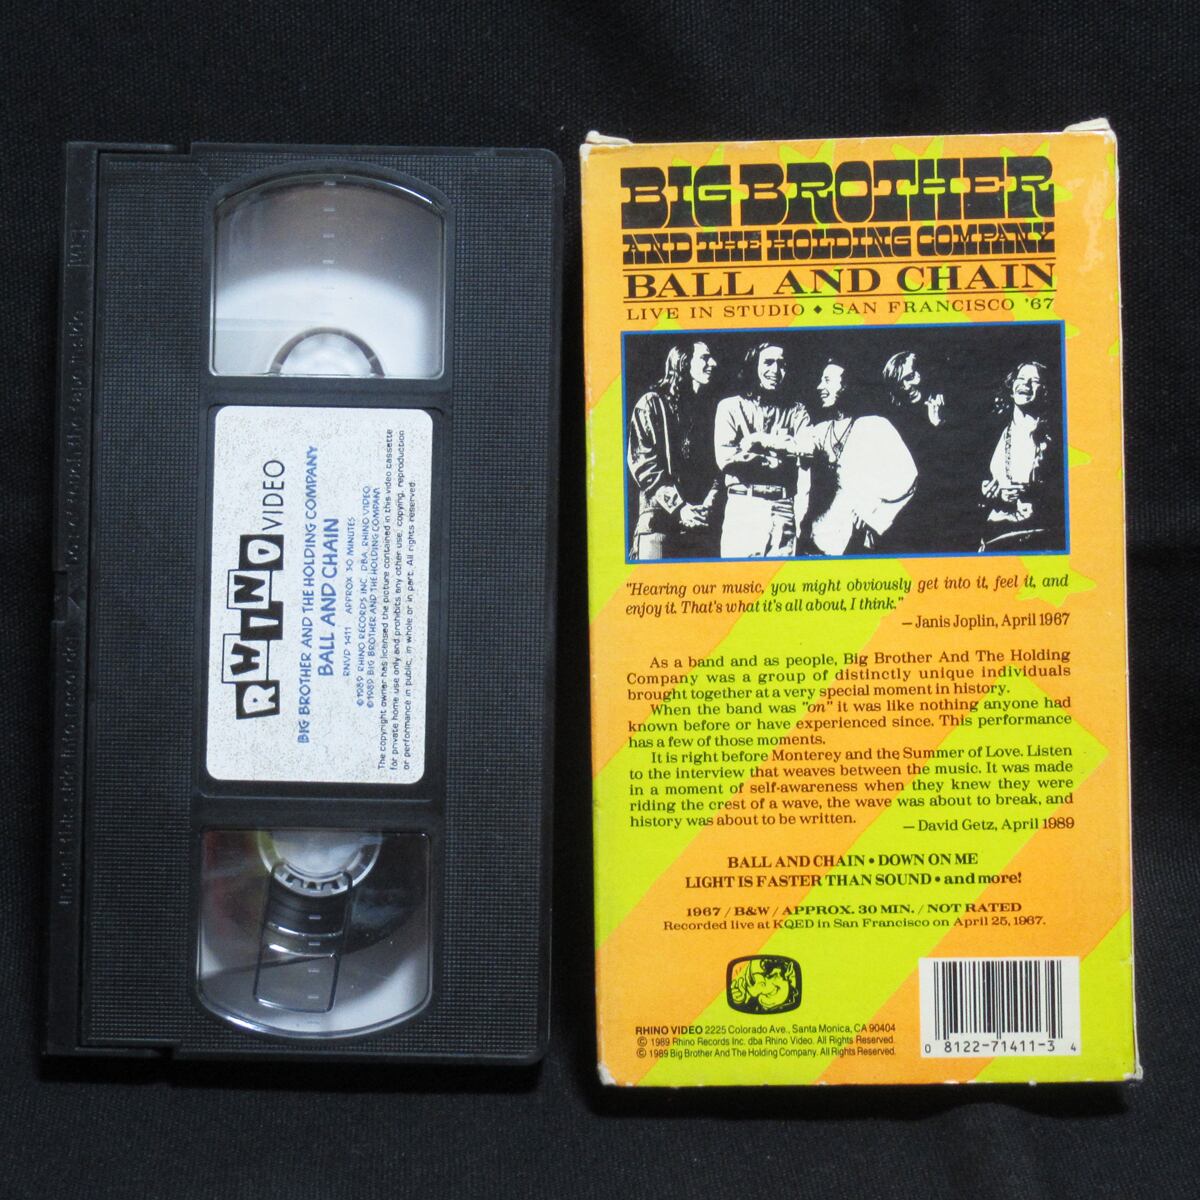 RHINO VIDEO
BIG BROTHER AND THE HOLDING COMPANY
BALL AND CHAIN
RNVD 1411 APPROX 30 MINUTES
©1989 RHINO RECORDS INC. DBA RHINO VIDEO
©1989 BIG BROTHER AND THE HOLDING COMPANY
The copyright owner has licensed the picture contained in this video cassette
for private home use only and prohibits any other use, copying, reproduction
or performance in public, in whole or in part. All rights reserved.
BIG BROTHER
AND THE HOLDING COMPANY
BALL AND CHAIN
LIVE IN STUDIO ♦ SAN FRANCISCO '67
"Hearing our music, you might obviously get into it, feel it, and
enjoy it. That's what it's all about, I think."
— Janis Joplin, April 1967
As a band and as people, Big Brother And The Holding
Company was a group of distinctly unique individuals
brought together at a very special moment in history.
When the band was "on" it was like nothing anyone had
known before or have experienced since. This performance
has a few of those moments.
It is right before Monterey and the Summer of Love. Listen
to the interview that weaves between the music. It was made
in a moment of self-awareness when they knew they were
riding the crest of a wave, the wave was about to break, and
history was about to be written.
— David Getz, April 1989
BALL AND CHAIN • DOWN ON ME
LIGHT IS FASTER THAN SOUND • and more!
1967 / B&W / APPROX. 30 MIN. / NOT RATED
Recorded live at KQED in San Francisco on April 25, 1967.
RHINO VIDEO 2225 Colorado Ave., Santa Monica, CA 90404
© 1989 Rhino Records Inc. dba Rhino Video. All Rights Reserved.
© 1989 Big Brother And The Holding Company. All Rights Reserved.
0 8122-71411-3 4